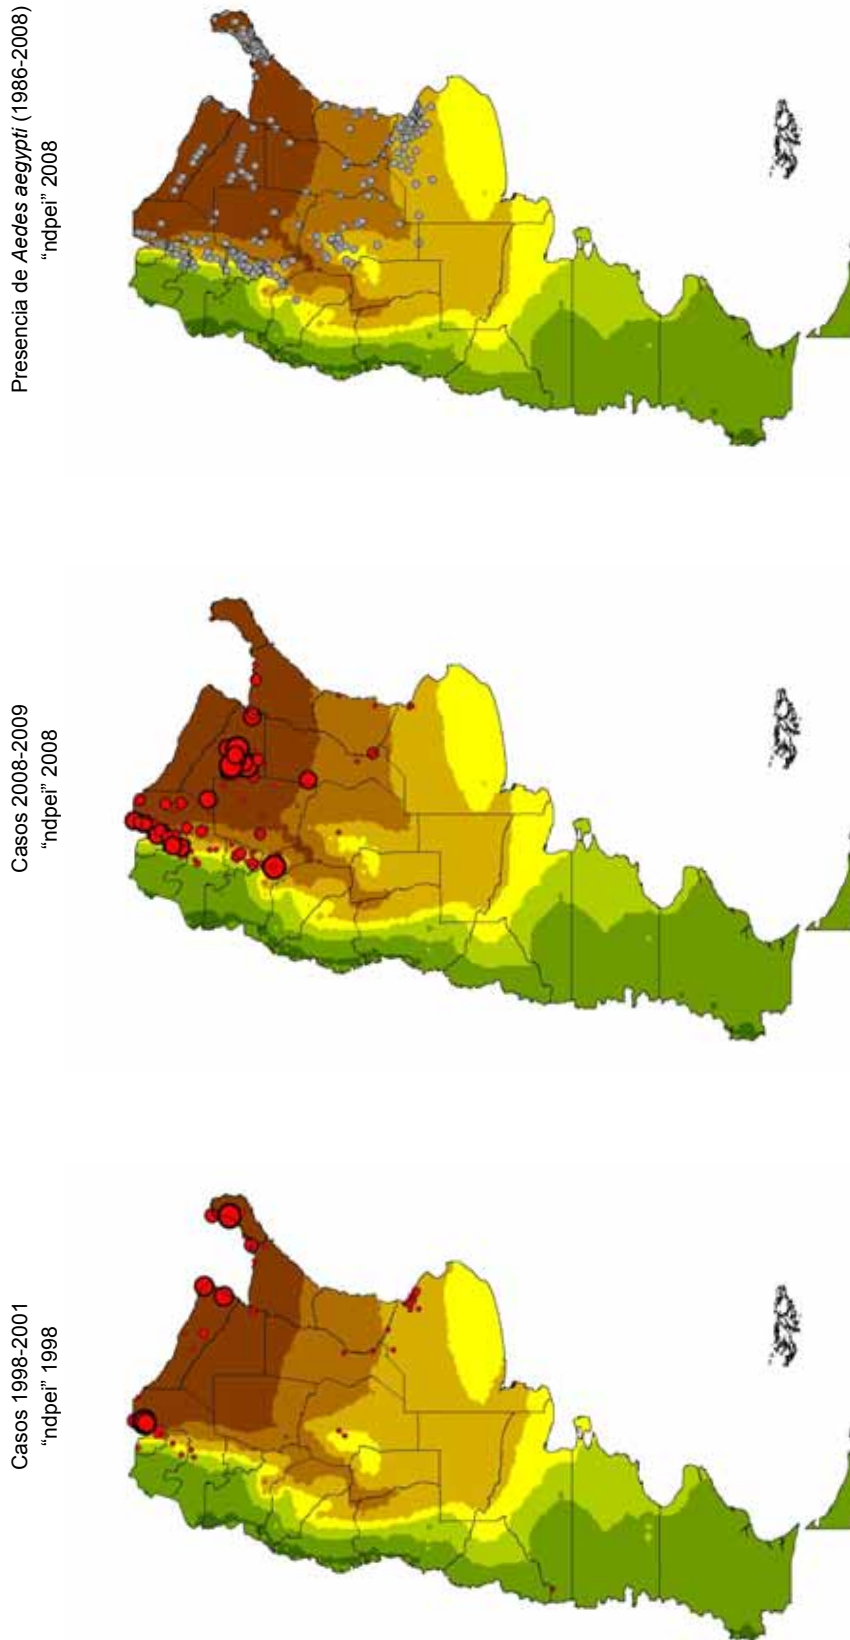 Casos 1998-2001
“ndpei” 1998
Casos 2008-2009
“ndpei” 2008
Presencia de Aedes aegypti (1986-2008)
“ndpei” 2008